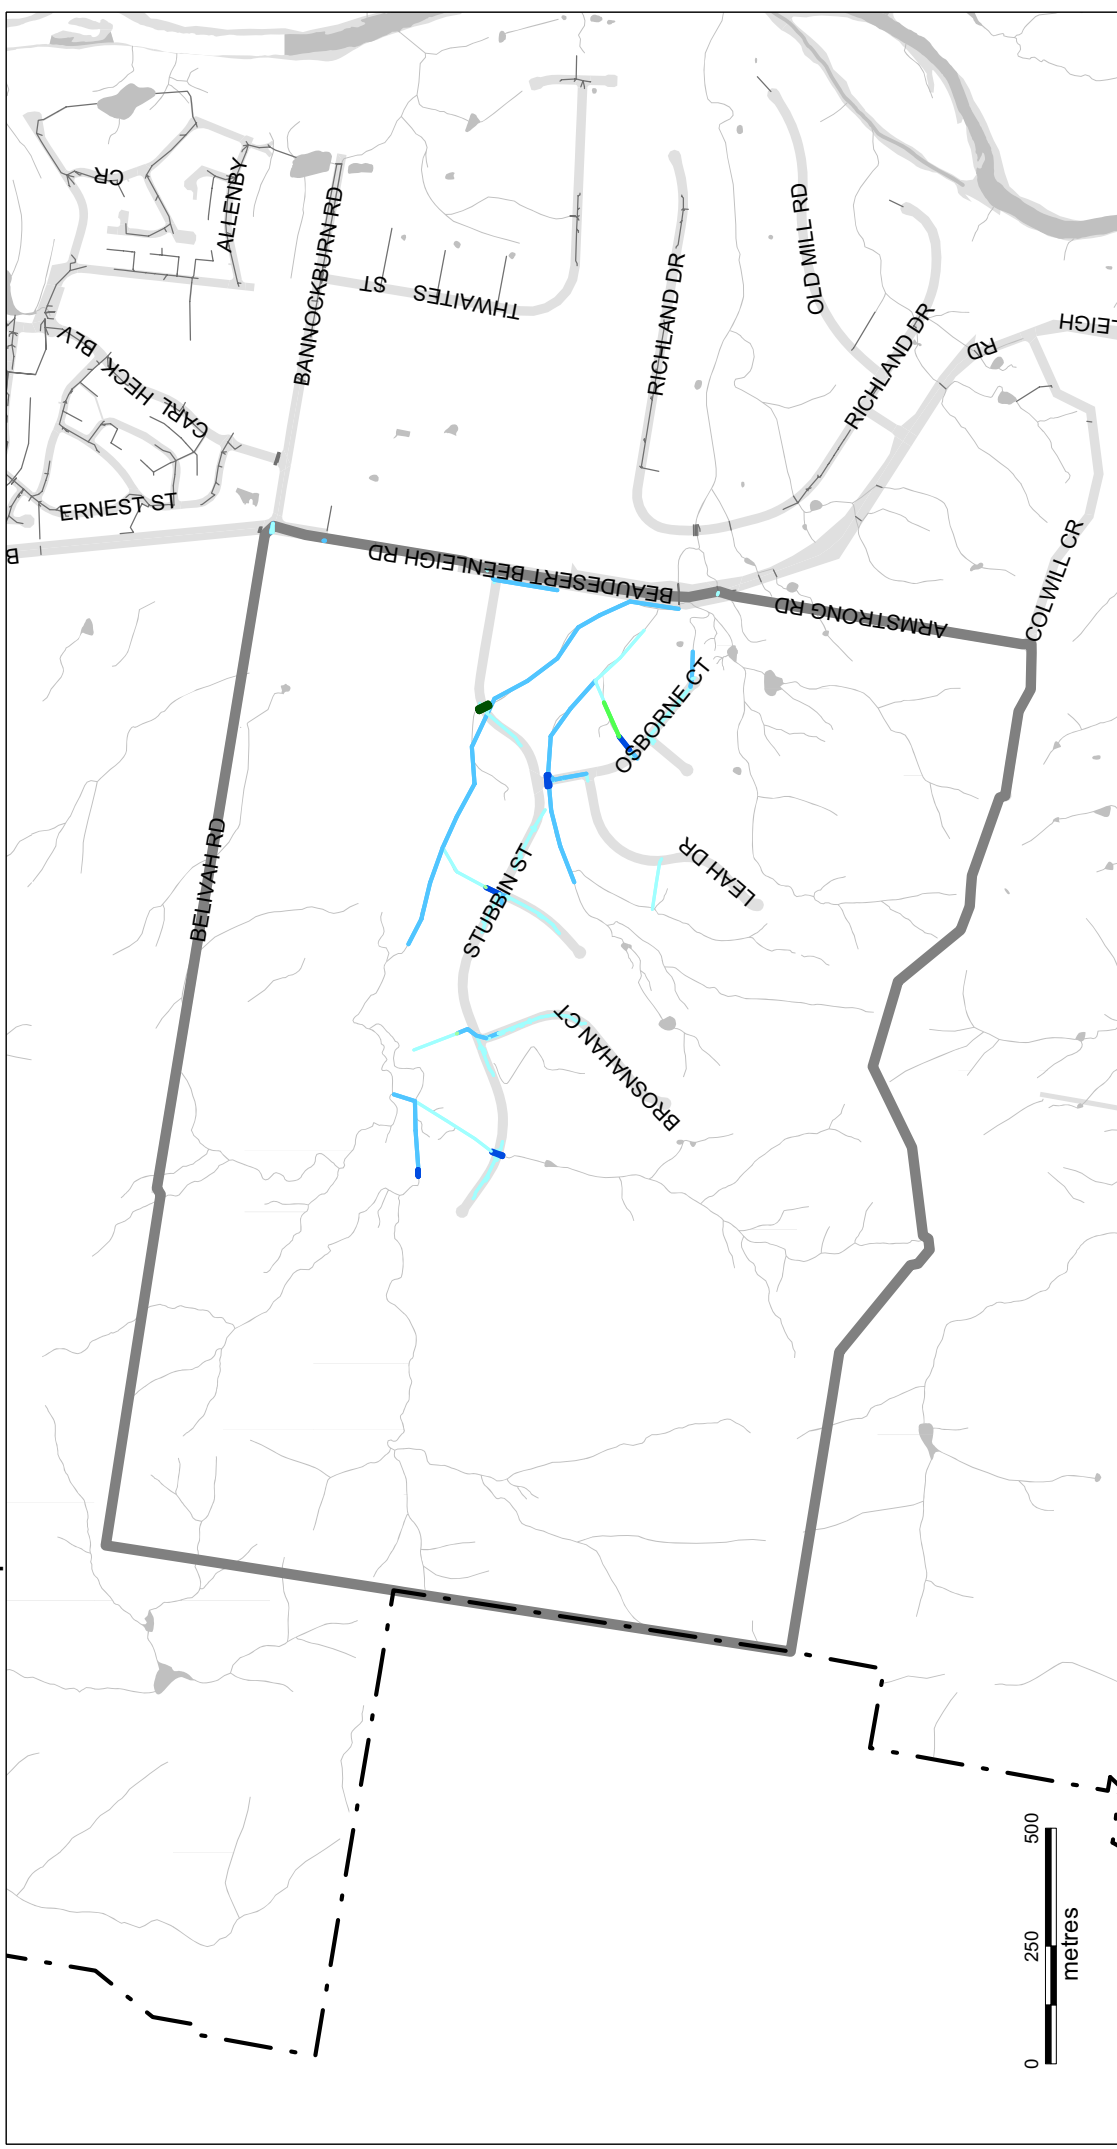 CR
ALLENBY
BANNOCKBURN RD
THWAITES ST
CARL HECK BLV
ERNEST ST
B
OLD MILL RD
RICHLAND DR
RICHLAND DR
RD
LEIGH
BEAUDESERT BEENLEIGH RD
ARMSTRONG RD
COLWILL CR
OSBORNE CT
BELIVAH RD
STUBBIN ST
LEAH DR
BROSNAHAN CT
0 250 500
metres